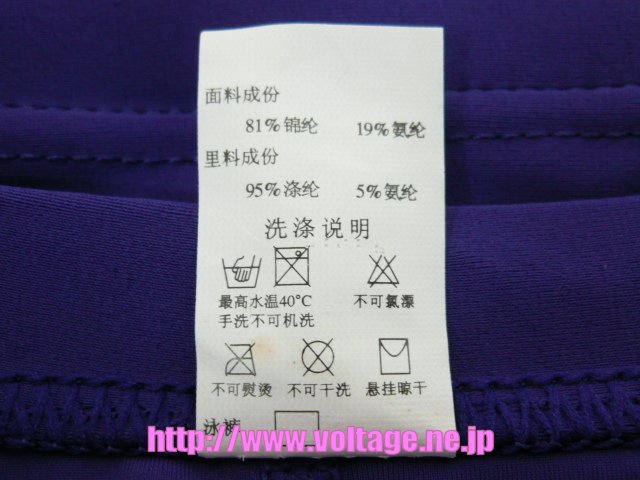 面料成份
81%锦纶 19%氨纶
里料成份
95%涤纶 5%氨纶
洗涤说明
最高水温40°C
手洗不可机洗
不可氯漂
不可熨烫 不可干洗 悬挂晾干
泳裤
http://www.voltage.ne.jp